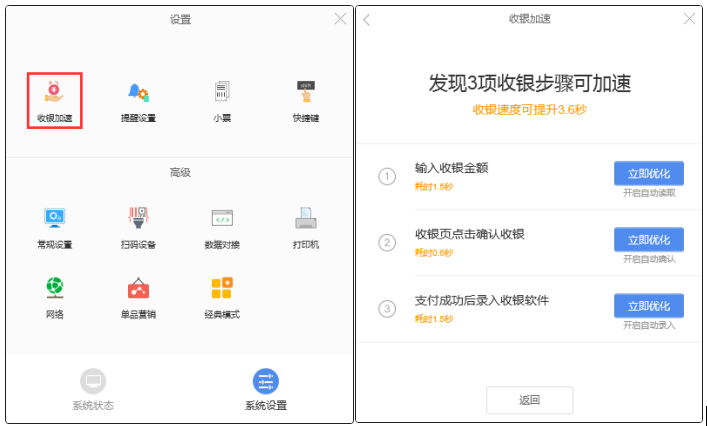 设置
收银加速
提醒设置
小票
快捷键
高级
常规设置
扫码设备
数据对接
打印机
网络
单品营销
经典模式
系统状态
系统设置
收银加速
发现3项收银步骤可加速
收银速度可提升3.6秒
1
输入收银金额
耗时1.5秒
立即优化
开启自动读取
2
收银页点击确认收银
耗时0.6秒
立即优化
开启自动确认
3
支付成功后录入收银软件
耗时1.5秒
立即优化
开启自动录入
返回